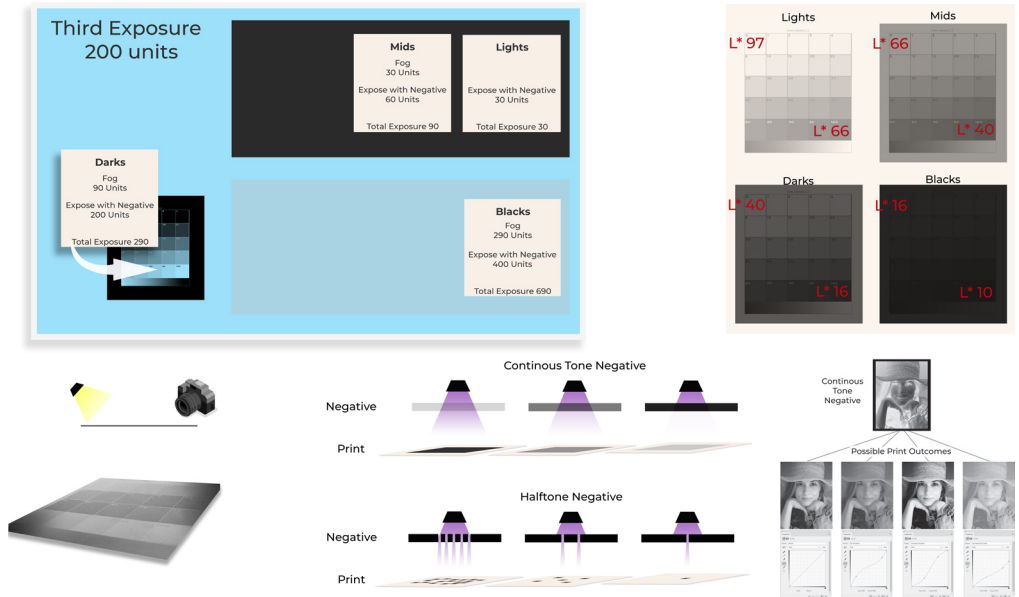 Third Exposure
200 units
Mids
Fog
30 Units
Expose with Negative
60 Units
Total Exposure 90
Lights
Expose with Negative
30 Units
Total Exposure 30
Darks
Fog
90 Units
Expose with Negative
200 Units
Total Exposure 290
Blacks
Fog
290 Units
Expose with Negative
400 Units
Total Exposure 690
Lights
L* 97
L* 66
Mids
L* 66
L* 40
Darks
L* 40
L* 16
Blacks
L* 16
L* 10
Continous Tone Negative
Negative
Print
Halftone Negative
Negative
Print
Continous
Tone
Negative
Possible Print Outcomes